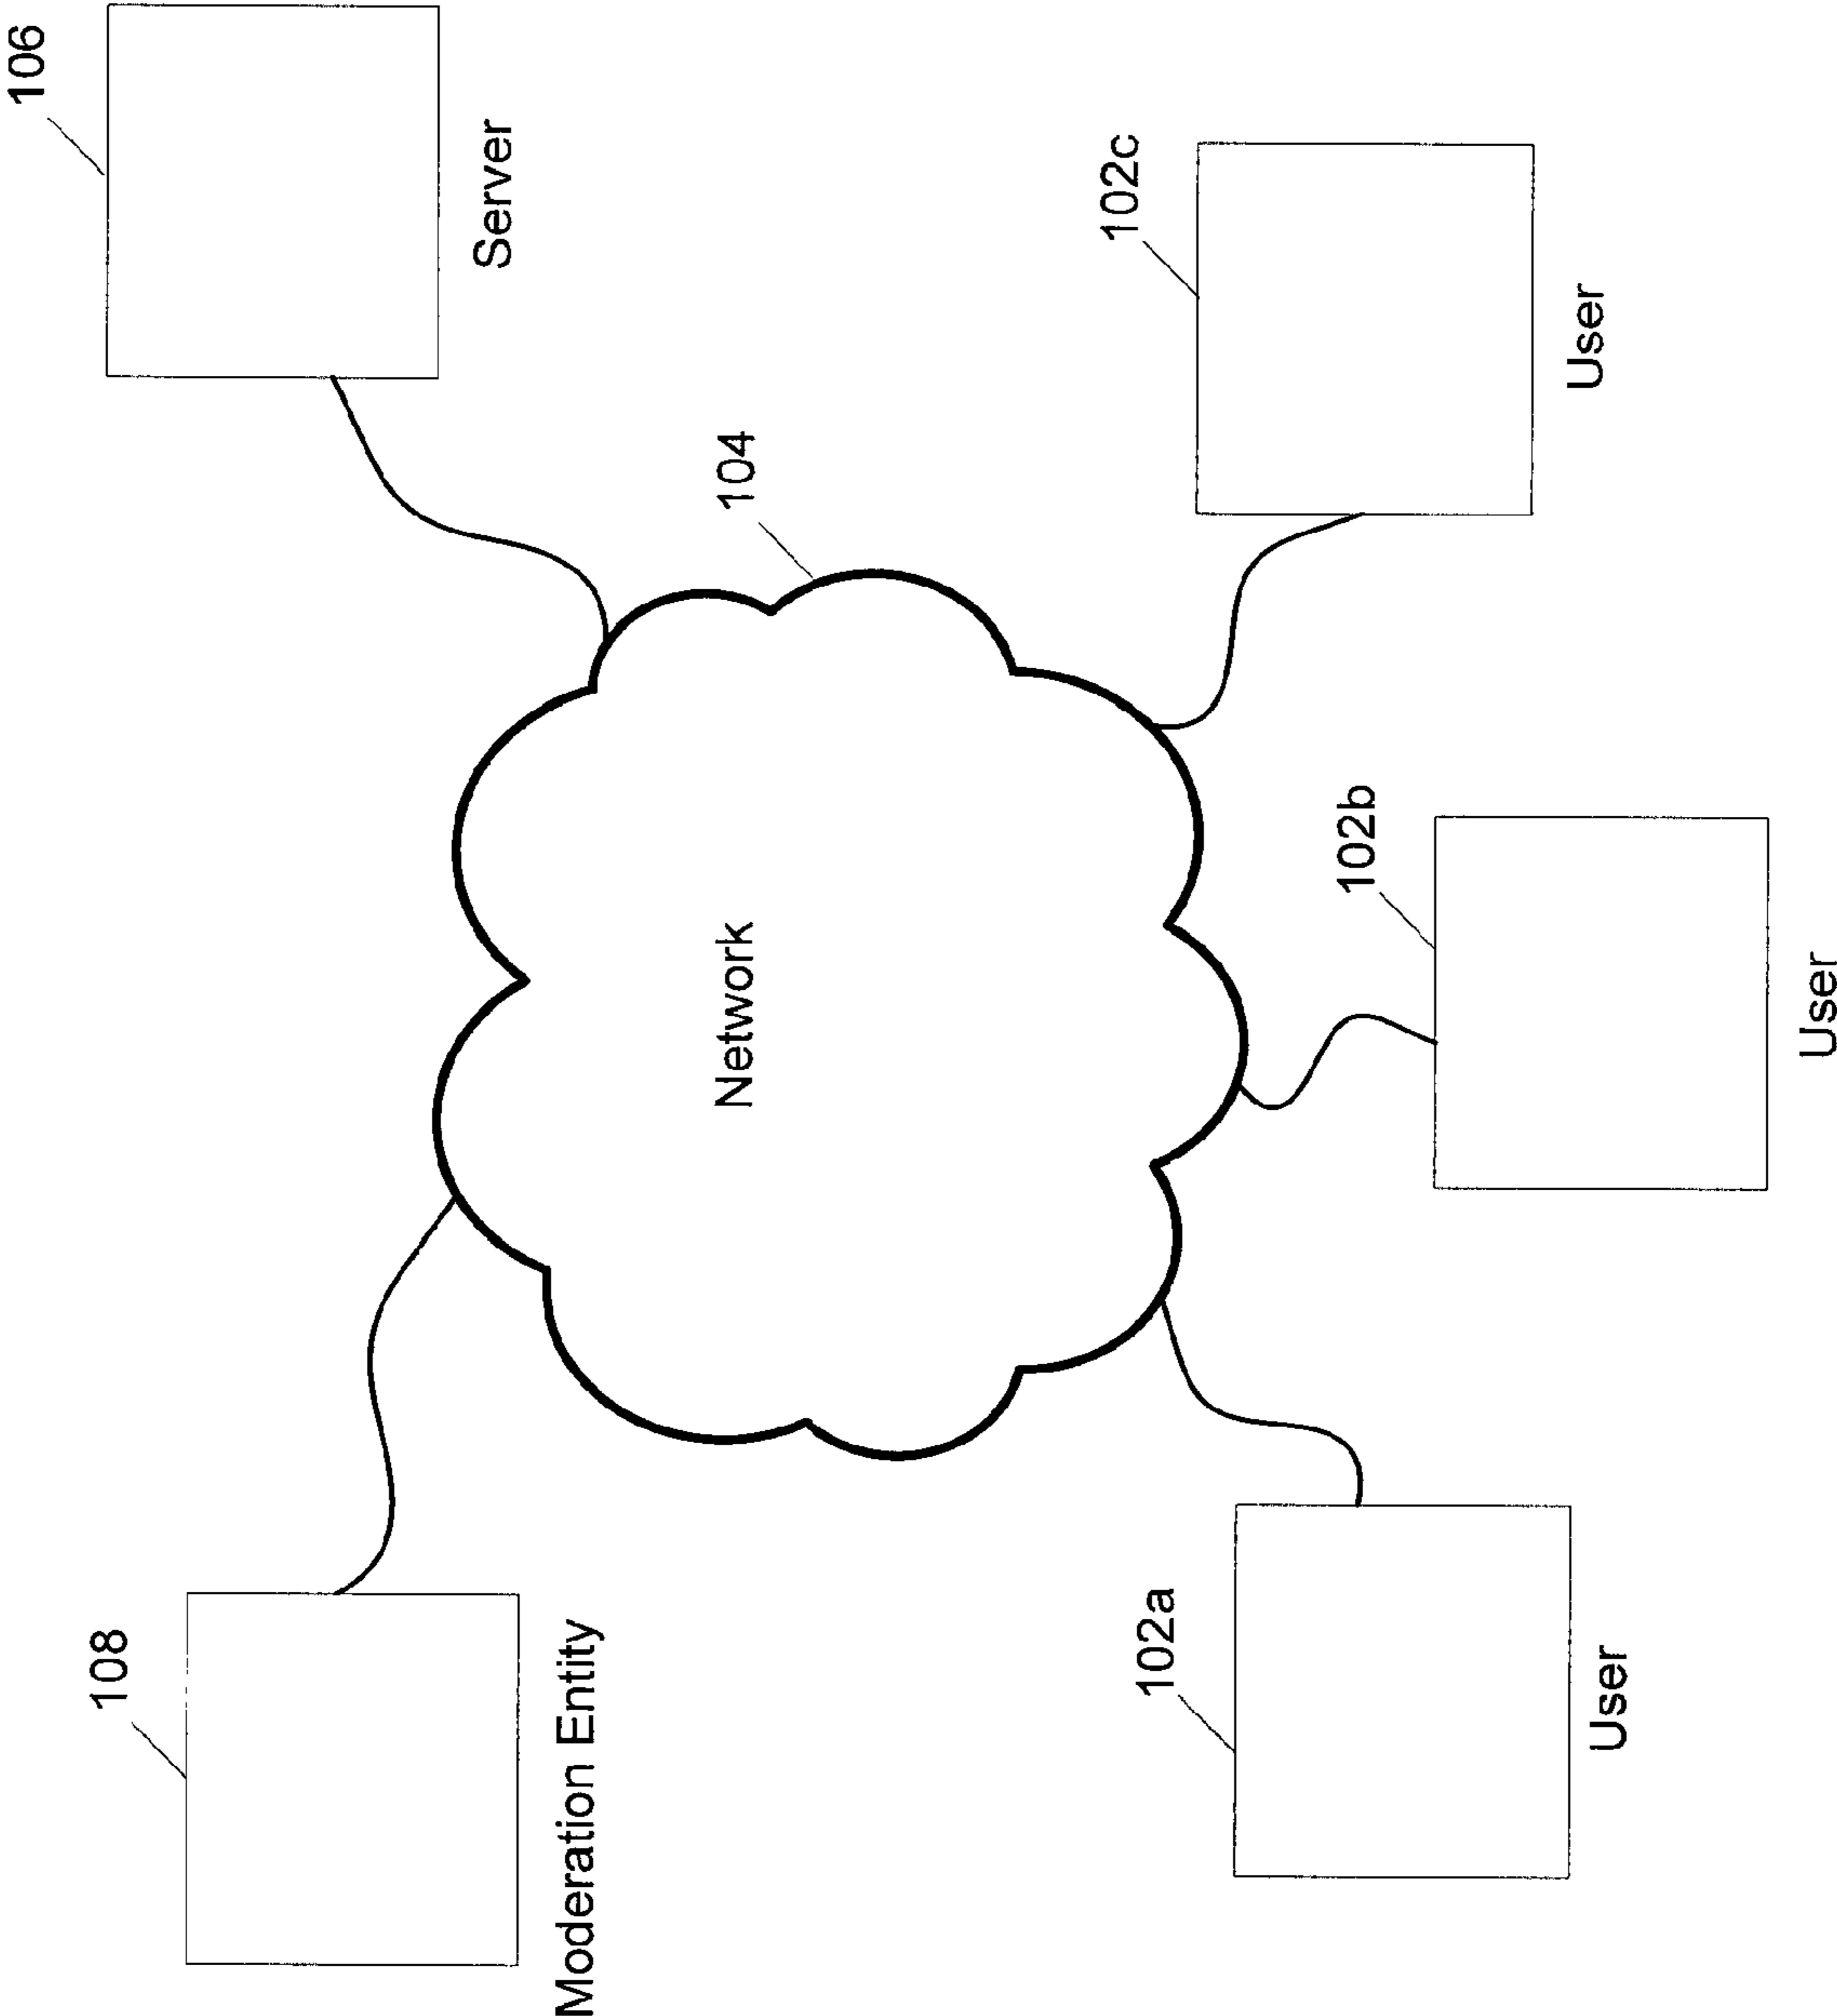 108
Moderation Entity
106
Server
104
Network
102a
User
102b
User
102c
User